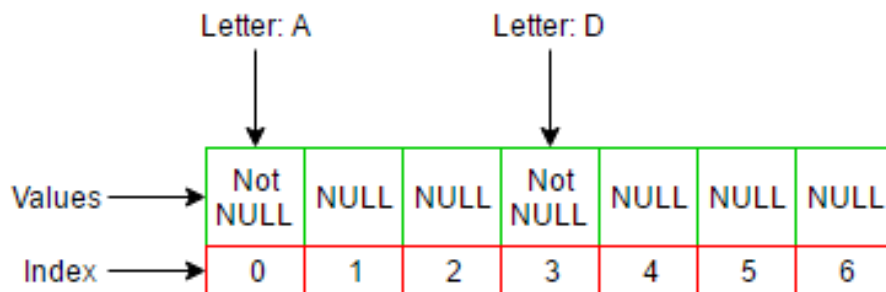 Letter: A Letter: D
Values Not NULL NULL NULL Not NULL NULL NULL NULL
Index 0 1 2 3 4 5 6